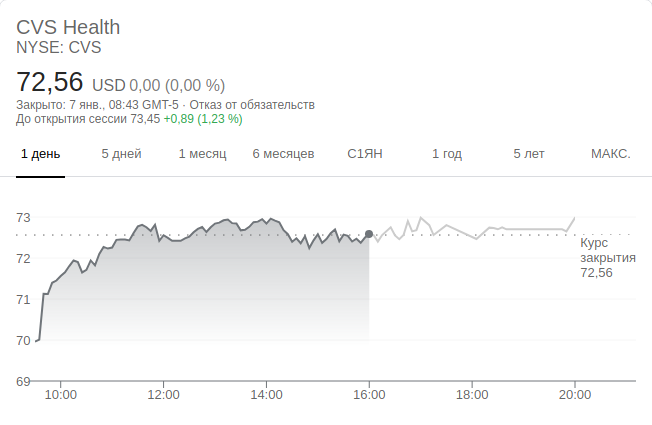 CVS Health
NYSE: CVS
72,56 USD 0,00 (0,00 %)
Закрыто: 7 янв., 08:43 GMT-5 · Отказ от обязательств
До открытия сессии 73,45 +0,89 (1,23 %)
1 день 5 дней 1 месяц 6 месяцев С1ЯН 1 год 5 лет МАКС.
73
Курс
закрытия
72,56
72
71
70
69
10:00 12:00 14:00 16:00 18:00 20:00